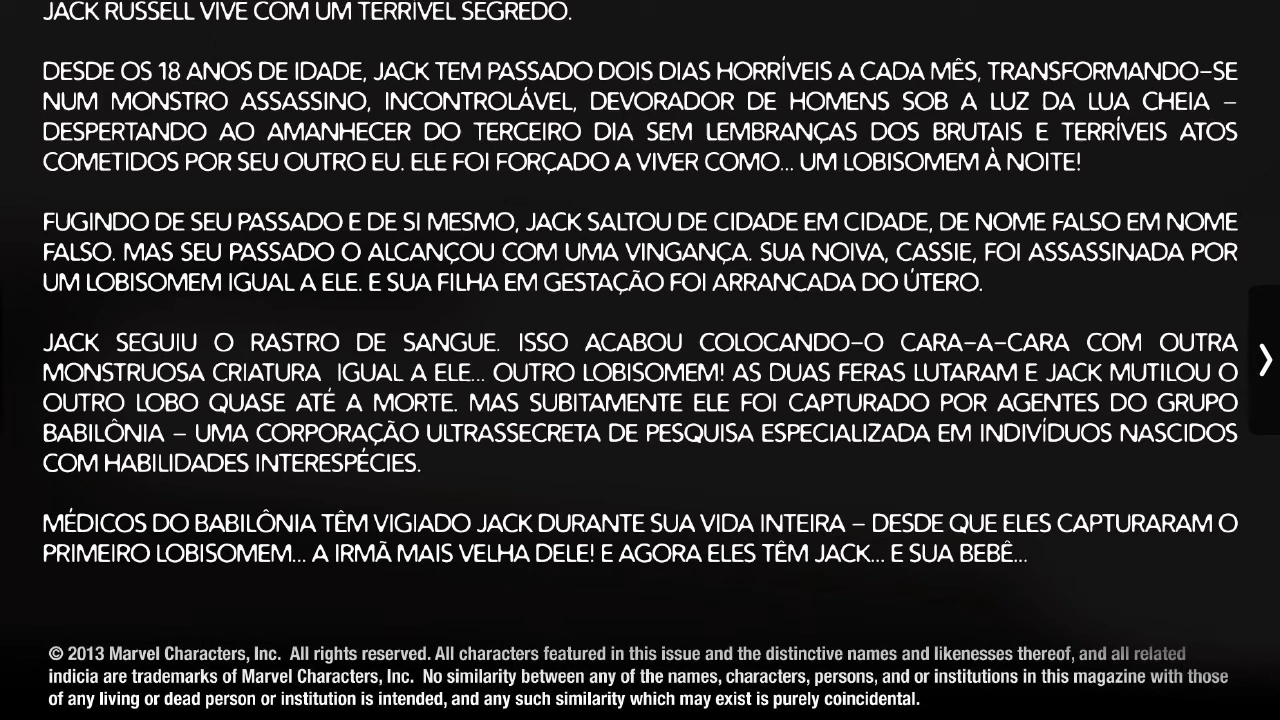 JACK RUSSELL VIVE COM UM TERRÍVEL SEGREDO.
DESDE OS 18 ANOS DE IDADE, JACK TEM PASSADO DOIS DIAS HORRÍVEIS A CADA MÊS, TRANSFORMANDO-SE
NUM MONSTRO ASSASSINO, INCONTROLÁVEL, DEVORADOR DE HOMENS SOB A LUZ DA LUA CHEIA –
DESPERTANDO AO AMANHECER DO TERCEIRO DIA SEM LEMBRANÇAS DOS BRUTAIS E TERRÍVEIS ATOS
COMETIDOS POR SEU OUTRO EU. ELE FOI FORÇADO A VIVER COMO... UM LOBISOMEM À NOITE!
FUGINDO DE SEU PASSADO E DE SI MESMO, JACK SALTOU DE CIDADE EM CIDADE, DE NOME FALSO EM NOME
FALSO. MAS SEU PASSADO O ALCANÇOU COM UMA VINGANÇA. SUA NOIVA, CASSIE, FOI ASSASSINADA POR
UM LOBISOMEM IGUAL A ELE. E SUA FILHA EM GESTAÇÃO FOI ARRANCADA DO ÚTERO.
JACK SEGUIU O RASTRO DE SANGUE. ISSO ACABOU COLOCANDO-O CARA-A-CARA COM OUTRA
MONSTRUOSA CRIATURA IGUAL A ELE... OUTRO LOBISOMEM! AS DUAS FERAS LUTARAM E JACK MUTILOU O
OUTRO LOBO QUASE ATÉ A MORTE. MAS SUBITAMENTE ELE FOI CAPTURADO POR AGENTES DO GRUPO
BABILÔNIA – UMA CORPORAÇÃO ULTRASSECRETA DE PESQUISA ESPECIALIZADA EM INDIVÍDUOS NASCIDOS
COM HABILIDADES INTERESPÉCIES.
MÉDICOS DO BABILÔNIA TÊM VIGIADO JACK DURANTE SUA VIDA INTEIRA – DESDE QUE ELES CAPTURARAM O
PRIMEIRO LOBISOMEM... A IRMÃ MAIS VELHA DELE! E AGORA ELES TÊM JACK... E SUA BEBÊ...
© 2013 Marvel Characters, Inc. All rights reserved. All characters featured in this issue and the distinctive names and likenesses thereof, and all related
indicia are trademarks of Marvel Characters, Inc. No similarity between any of the names, characters, persons, and or institutions in this magazine with those
of any living or dead person or institution is intended, and any such similarity which may exist is purely coincidental.